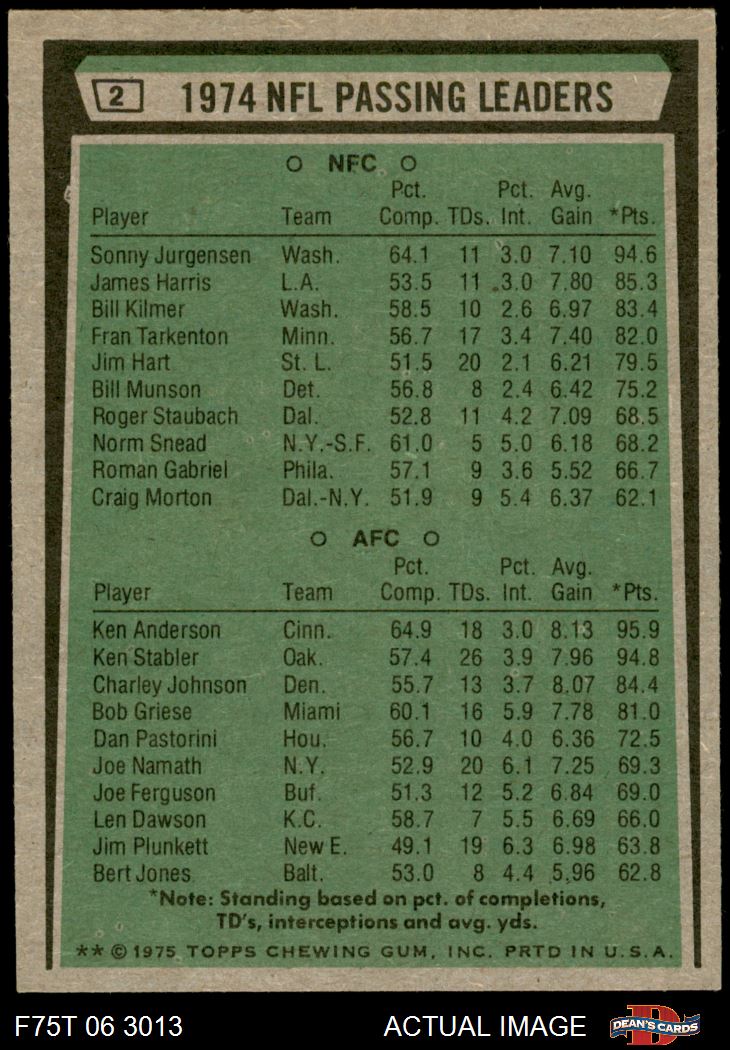 2 1974 NFL PASSING LEADERS
NFC
Pct. Pct. Avg.
Player Team Comp. TDs. Int. Gain *Pts.
Sonny Jurgensen Wash. 64.1 11 3.0 7.10 94.6
James Harris L.A. 53.5 11 3.0 7.80 85.3
Bill Kilmer Wash. 58.5 10 2.6 6.97 83.4
Fran Tarkenton Minn. 56.7 17 3.4 7.40 82.0
Jim Hart St. L. 51.5 20 2.1 6.21 79.5
Bill Munson Det. 56.8 8 2.4 6.42 75.2
Roger Staubach Dal. 52.8 11 4.2 7.09 68.5
Norm Snead N.Y.-S.F. 61.0 5 5.0 6.18 68.2
Roman Gabriel Phila. 57.1 9 3.6 5.52 66.7
Craig Morton Dal.-N.Y. 51.9 9 5.4 6.37 62.1
AFC
Pct. Pct. Avg.
Player Team Comp. TDs. Int. Gain *Pts.
Ken Anderson Cinn. 64.9 18 3.0 8.13 95.9
Ken Stabler Oak. 57.4 26 3.9 7.96 94.8
Charley Johnson Den. 55.7 13 3.7 8.07 84.4
Bob Griese Miami 60.1 16 5.9 7.78 81.0
Dan Pastorini Hou. 56.7 10 4.0 6.36 72.5
Joe Namath N.Y. 52.9 20 6.1 7.25 69.3
Joe Ferguson Buf. 51.3 12 5.2 6.84 69.0
Len Dawson K.C. 58.7 7 5.5 6.69 66.0
Jim Plunkett New E. 49.1 19 6.3 6.98 63.8
Bert Jones Balt. 53.0 8 4.4 5,96 62.8
*Note: Standing based on pct. of completions,
TD's, interceptions and avg. yds.
** © 1975 TOPPS CHEWING GUM, INC. PRTD IN U.S.A.
F75T 06 3013 ACTUAL IMAGE DEAN'S CARDS